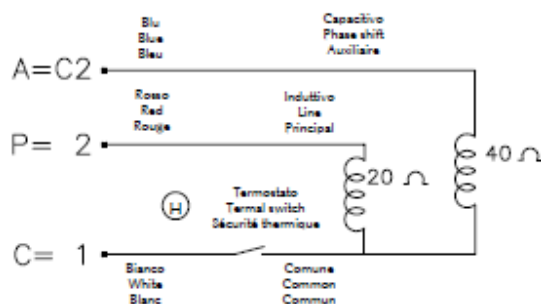 Blu
Blue
Bleu
Capacitivo
Phase shift
Auxiliaire
A=C2
Rosso
Red
Rouge
Induttivo
Line
Principal
P= 2
20 Ω
40 Ω
H
Termostato
Termal switch
Sécurité thermique
C= 1
Bianco
White
Blanc
Comune
Common
Commun